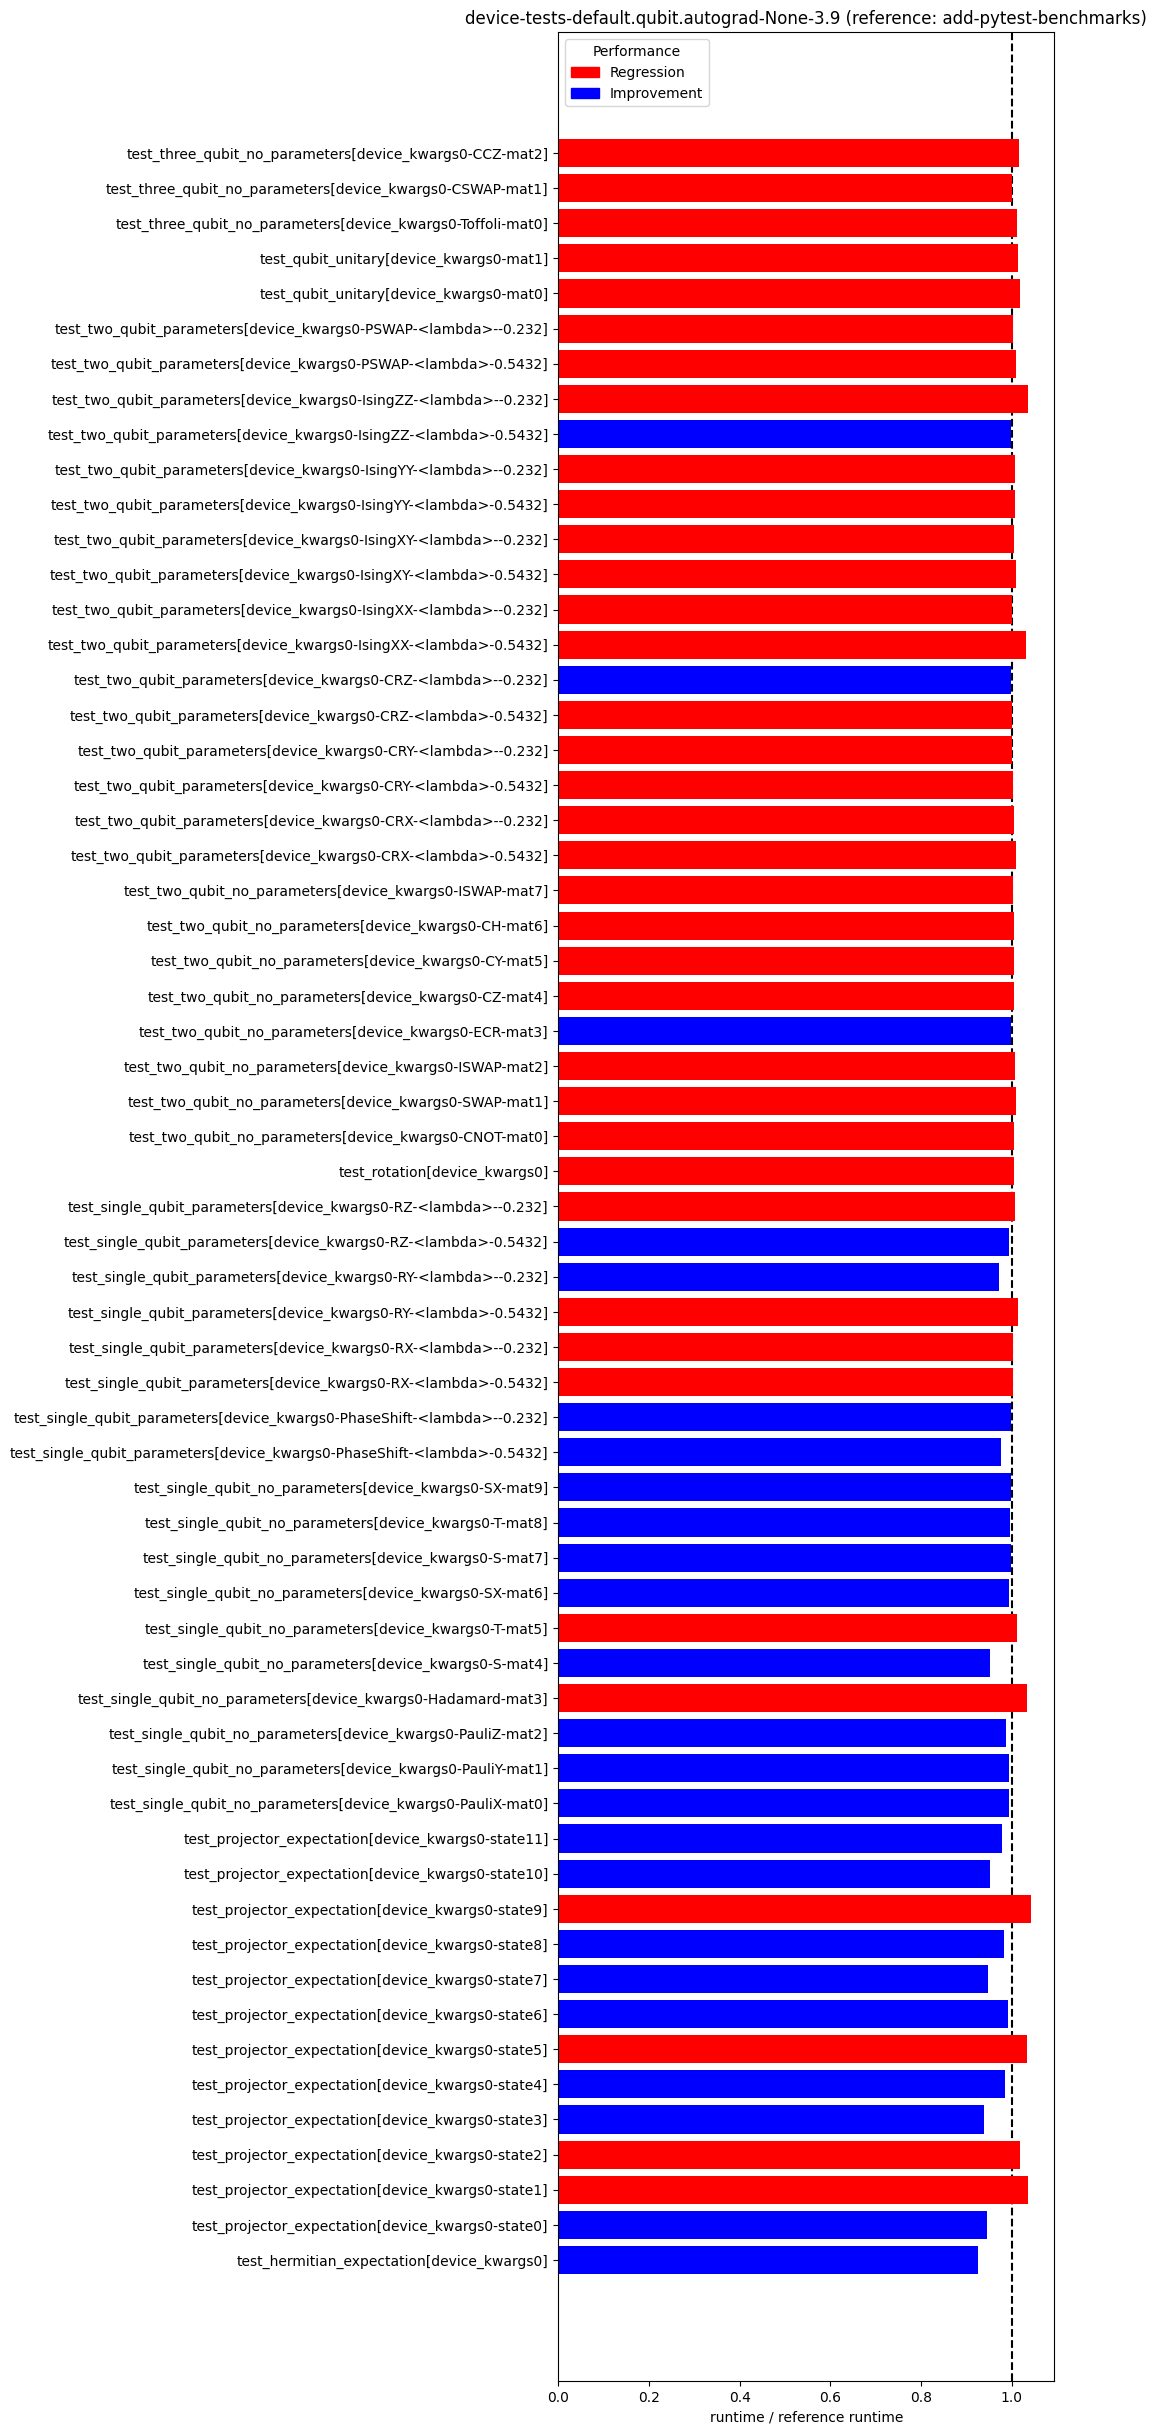 device-tests-default.qubit.autograd-None-3.9 (reference: add-pytest-benchmarks)
Performance
Regression
Improvement
test_three_qubit_no_parameters[device_kwargs0-CCZ-mat2]
test_three_qubit_no_parameters[device_kwargs0-CSWAP-mat1]
test_three_qubit_no_parameters[device_kwargs0-Toffoli-mat0]
test_qubit_unitary[device_kwargs0-mat1]
test_qubit_unitary[device_kwargs0-mat0]
test_two_qubit_parameters[device_kwargs0-PSWAP-<lambda>--0.232]
test_two_qubit_parameters[device_kwargs0-PSWAP-<lambda>-0.5432]
test_two_qubit_parameters[device_kwargs0-IsingZZ-<lambda>--0.232]
test_two_qubit_parameters[device_kwargs0-IsingZZ-<lambda>-0.5432]
test_two_qubit_parameters[device_kwargs0-IsingYY-<lambda>--0.232]
test_two_qubit_parameters[device_kwargs0-IsingYY-<lambda>-0.5432]
test_two_qubit_parameters[device_kwargs0-IsingXY-<lambda>--0.232]
test_two_qubit_parameters[device_kwargs0-IsingXY-<lambda>-0.5432]
test_two_qubit_parameters[device_kwargs0-IsingXX-<lambda>--0.232]
test_two_qubit_parameters[device_kwargs0-IsingXX-<lambda>-0.5432]
test_two_qubit_parameters[device_kwargs0-CRZ-<lambda>--0.232]
test_two_qubit_parameters[device_kwargs0-CRZ-<lambda>-0.5432]
test_two_qubit_parameters[device_kwargs0-CRY-<lambda>--0.232]
test_two_qubit_parameters[device_kwargs0-CRY-<lambda>-0.5432]
test_two_qubit_parameters[device_kwargs0-CRX-<lambda>--0.232]
test_two_qubit_parameters[device_kwargs0-CRX-<lambda>-0.5432]
test_two_qubit_no_parameters[device_kwargs0-ISWAP-mat7]
test_two_qubit_no_parameters[device_kwargs0-CH-mat6]
test_two_qubit_no_parameters[device_kwargs0-CY-mat5]
test_two_qubit_no_parameters[device_kwargs0-CZ-mat4]
test_two_qubit_no_parameters[device_kwargs0-ECR-mat3]
test_two_qubit_no_parameters[device_kwargs0-ISWAP-mat2]
test_two_qubit_no_parameters[device_kwargs0-SWAP-mat1]
test_two_qubit_no_parameters[device_kwargs0-CNOT-mat0]
test_rotation[device_kwargs0]
test_single_qubit_parameters[device_kwargs0-RZ-<lambda>--0.232]
test_single_qubit_parameters[device_kwargs0-RZ-<lambda>-0.5432]
test_single_qubit_parameters[device_kwargs0-RY-<lambda>--0.232]
test_single_qubit_parameters[device_kwargs0-RY-<lambda>-0.5432]
test_single_qubit_parameters[device_kwargs0-RX-<lambda>--0.232]
test_single_qubit_parameters[device_kwargs0-RX-<lambda>-0.5432]
test_single_qubit_parameters[device_kwargs0-PhaseShift-<lambda>--0.232]
test_single_qubit_parameters[device_kwargs0-PhaseShift-<lambda>-0.5432]
test_single_qubit_no_parameters[device_kwargs0-SX-mat9]
test_single_qubit_no_parameters[device_kwargs0-T-mat8]
test_single_qubit_no_parameters[device_kwargs0-S-mat7]
test_single_qubit_no_parameters[device_kwargs0-SX-mat6]
test_single_qubit_no_parameters[device_kwargs0-T-mat5]
test_single_qubit_no_parameters[device_kwargs0-S-mat4]
test_single_qubit_no_parameters[device_kwargs0-Hadamard-mat3]
test_single_qubit_no_parameters[device_kwargs0-PauliZ-mat2]
test_single_qubit_no_parameters[device_kwargs0-PauliY-mat1]
test_single_qubit_no_parameters[device_kwargs0-PauliX-mat0]
test_projector_expectation[device_kwargs0-state11]
test_projector_expectation[device_kwargs0-state10]
test_projector_expectation[device_kwargs0-state9]
test_projector_expectation[device_kwargs0-state8]
test_projector_expectation[device_kwargs0-state7]
test_projector_expectation[device_kwargs0-state6]
test_projector_expectation[device_kwargs0-state5]
test_projector_expectation[device_kwargs0-state4]
test_projector_expectation[device_kwargs0-state3]
test_projector_expectation[device_kwargs0-state2]
test_projector_expectation[device_kwargs0-state1]
test_projector_expectation[device_kwargs0-state0]
test_hermitian_expectation[device_kwargs0]
0.0 0.2 0.4 0.6 0.8 1.0
runtime / reference runtime